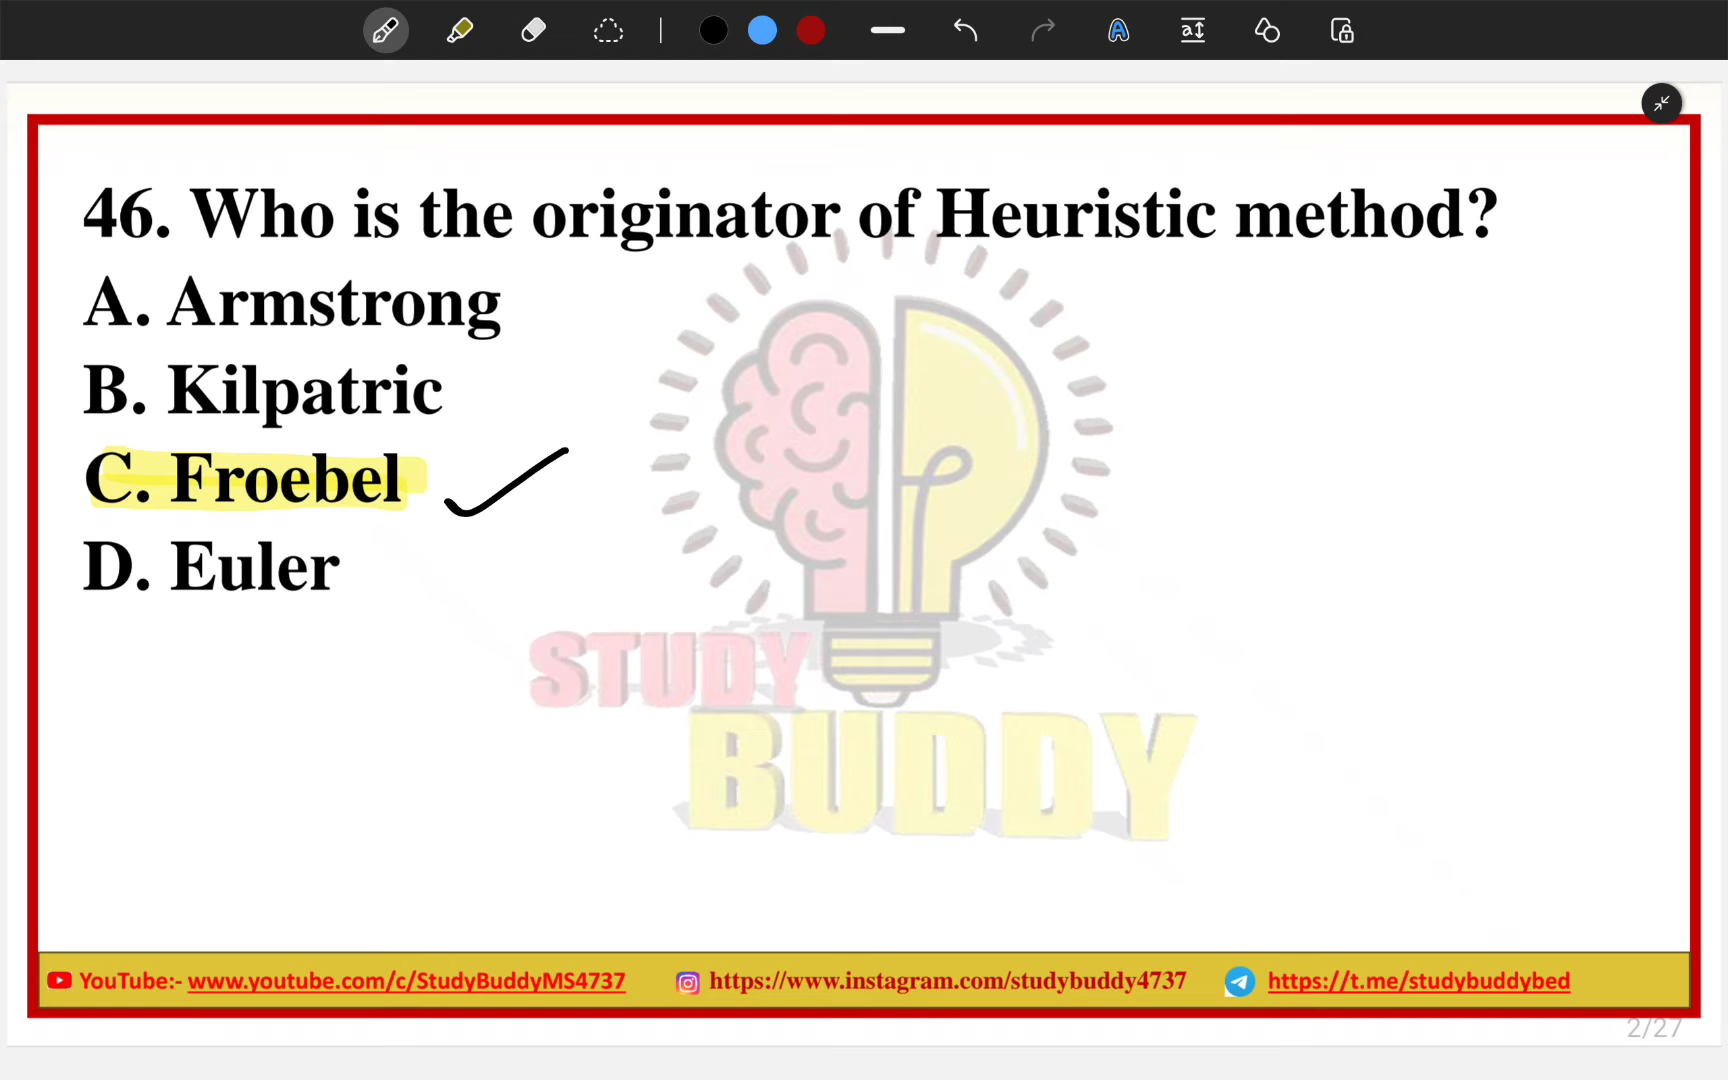 46. Who is the originator of Heuristic method?
A. Armstrong
B. Kilpatric
C. Froebel
D. Euler
STUDY
BUDDY
YouTube:- www.youtube.com/c/StudyBuddyMS4737 https://www.instagram.com/studybuddy4737 https://t.me/studybuddybed
2/27